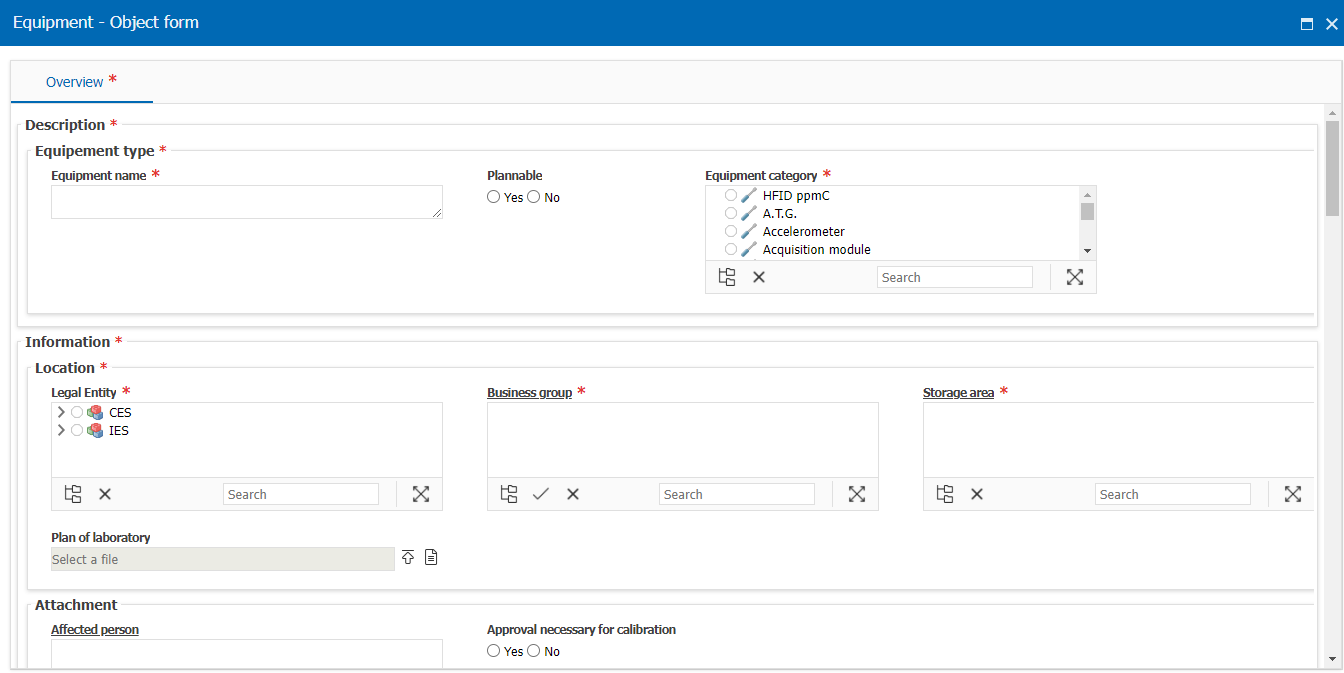 Equipment - Object form
Overview *
Description *
Equipement type *
Equipment name *
Plannable
Equipment category *
Yes No
HFID ppmC
A.T.G.
Accelerometer
Acquisition module
Search
Information *
Location *
Legal Entity *
Business group *
Storage area *
CES
IES
Search
Search
Search
Plan of laboratory
Select a file
Attachment
Affected person
Approval necessary for calibration
Yes No